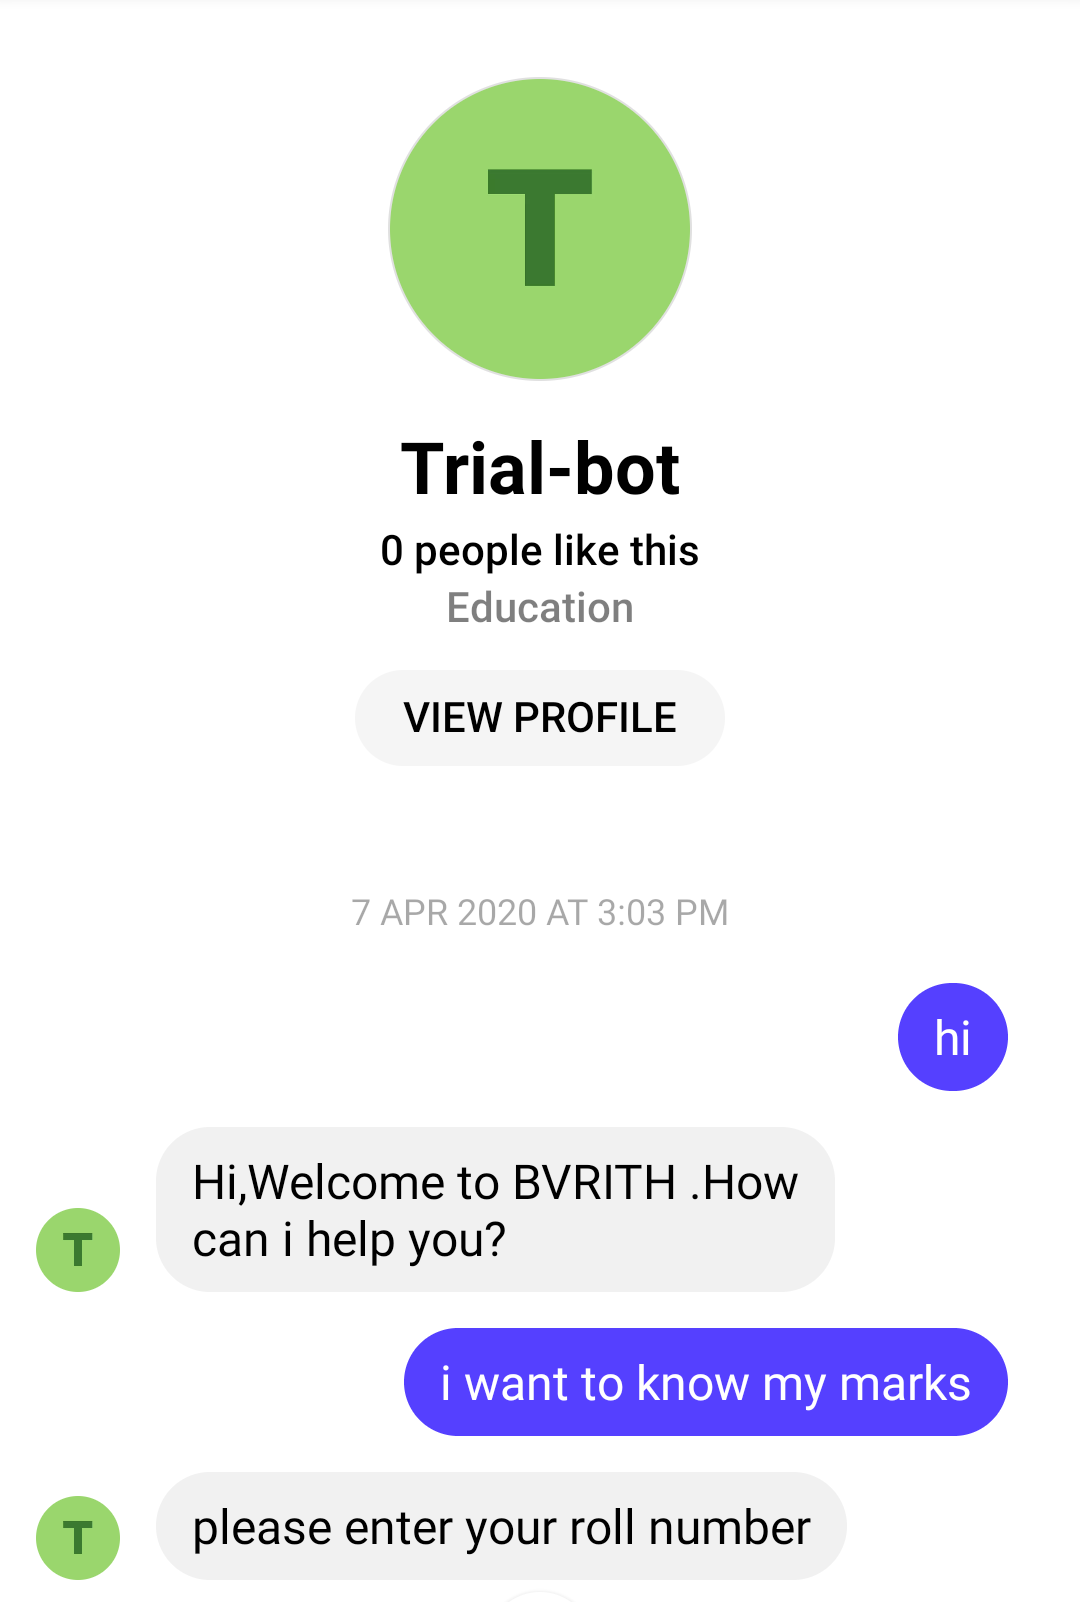 T
Trial-bot
0 people like this
Education
VIEW PROFILE
7 APR 2020 AT 3:03 PM
hi
Hi,Welcome to BVRITH .How
can i help you?
T
i want to know my marks
please enter your roll number
T